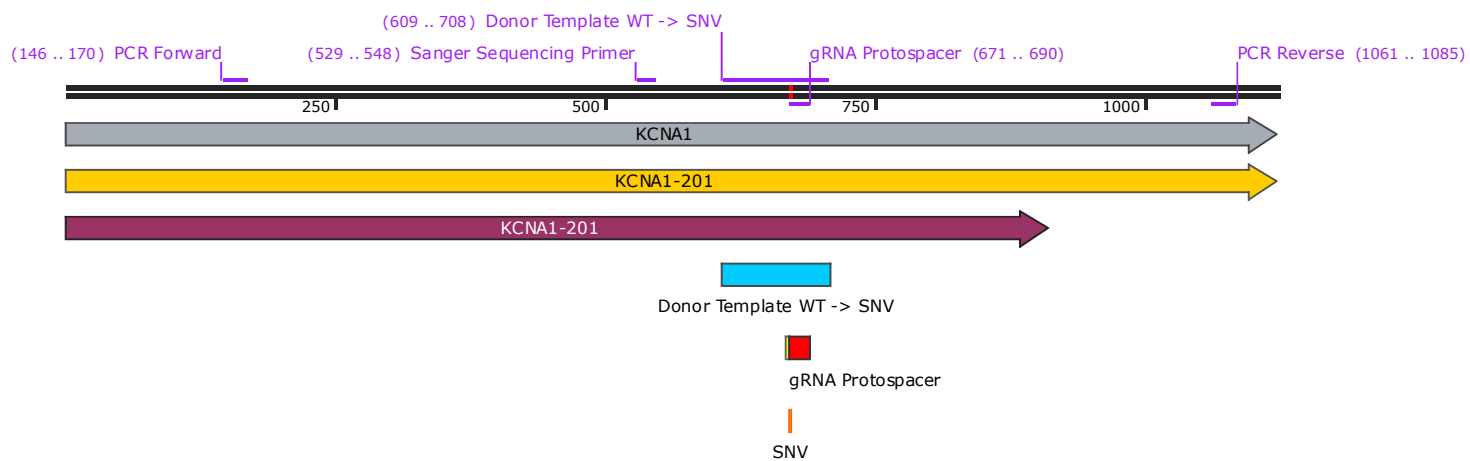 (609 .. 708) Donor Template WT -> SNV
(146 .. 170) PCR Forward (529 .. 548) Sanger Sequencing Primer gRNA Protospacer (671 .. 690) PCR Reverse (1061 .. 1085)
250 500 750 1000
KCNA1
KCNA1-201
KCNA1-201
Donor Template WT -> SNV
gRNA Protospacer
SNV